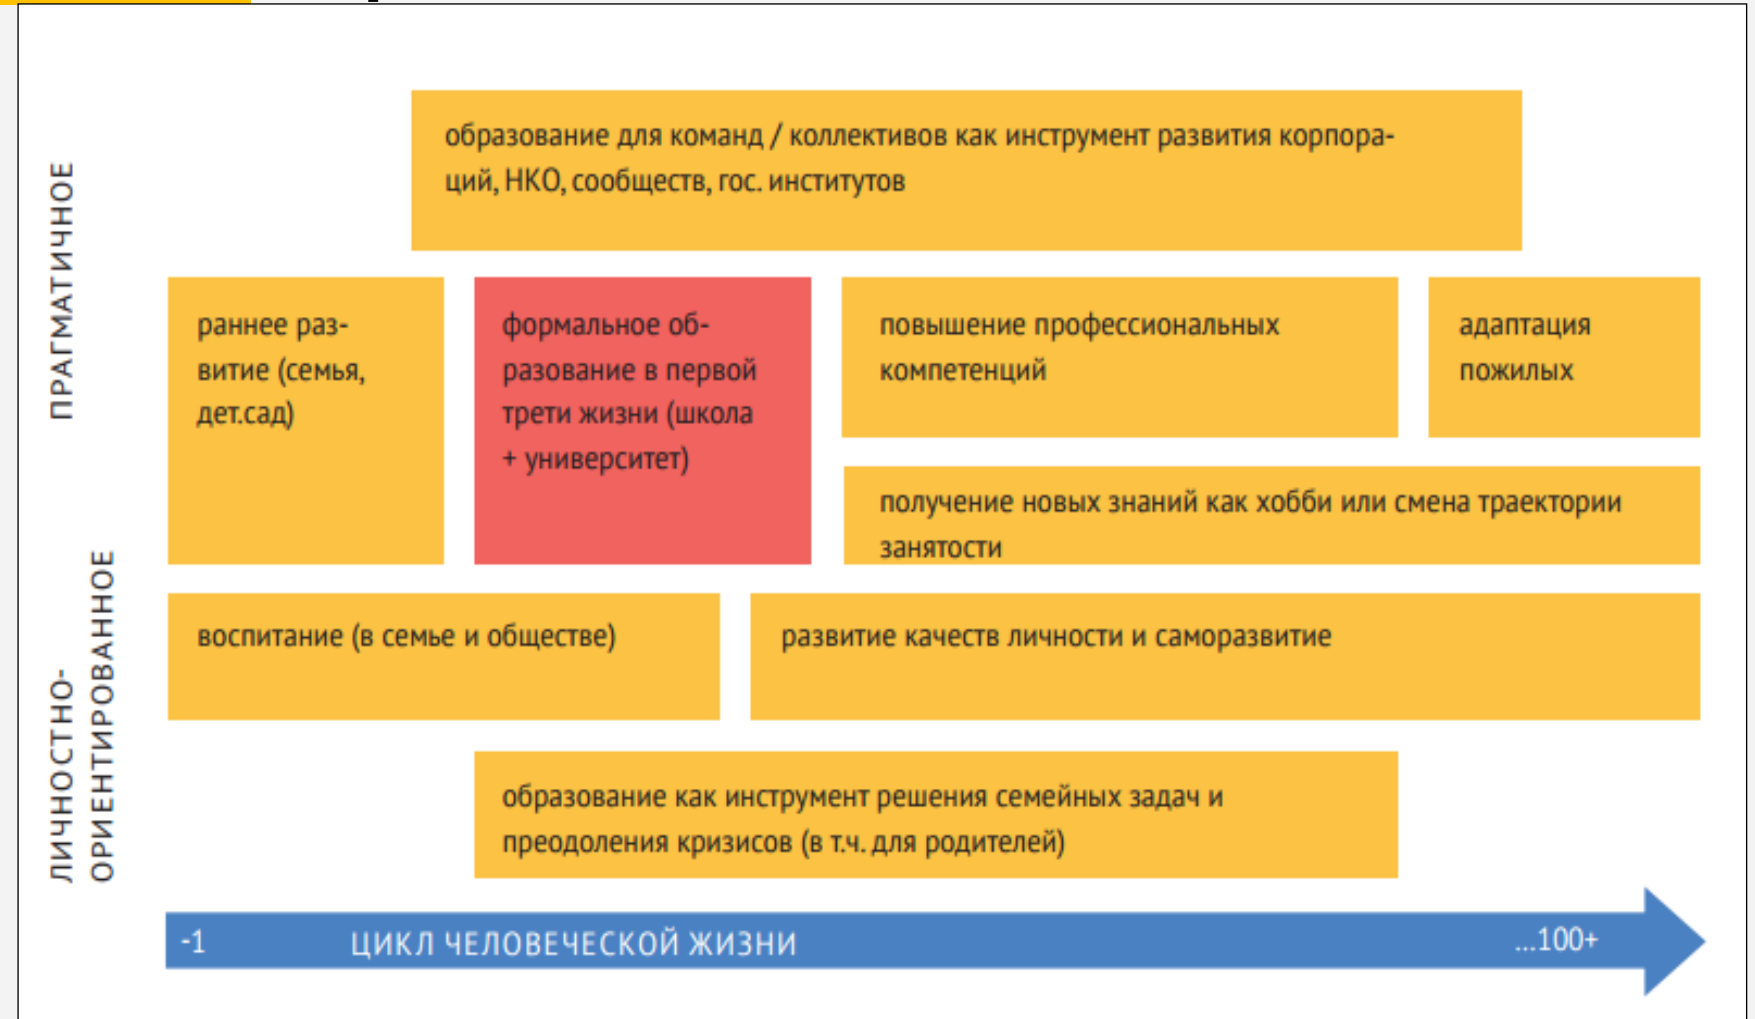 образование для команд / коллективов как инструмент развития корпора-
ций, НКО, сообществ, гос. институтов
ПРАГМАТИЧНОЕ
раннее раз-
витие (семья,
дет.сад)
формальное об-
разование в первой
трети жизни (школа
+ университет)
повышение профессиональных
компетенций
адаптация
пожилых
получение новых знаний как хобби или смена траектории
занятости
ЛИЧНОСТНО-
ОРИЕНТИРОВАННОЕ
воспитание (в семье и обществе)
развитие качеств личности и саморазвитие
образование как инструмент решения семейных задач и
преодоления кризисов (в т.ч. для родителей)
-1
ЦИКЛ ЧЕЛОВЕЧЕСКОЙ ЖИЗНИ
...100+